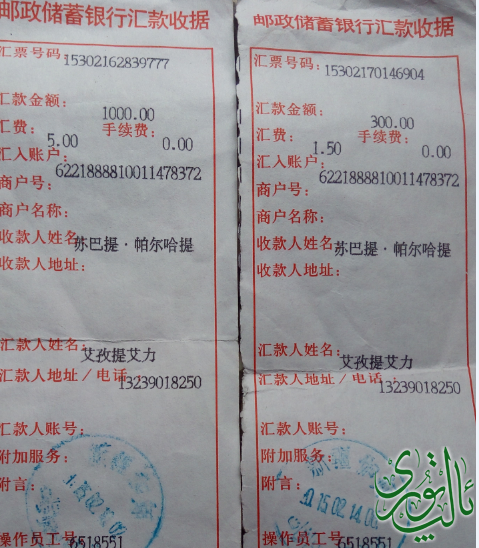 邮政储蓄银行汇款收据
汇票号码: 15302162839777
汇款金额: 1000.00
汇费: 5.00 手续费: 0.00
汇入账户: 6221888810011478372
商户号:
商户名称:
收款人姓名 苏巴提·帕尔哈提
收款人地址:
汇款人姓名: 艾孜提艾力
汇款人地址/电话 13239018250
汇款人账号:
附加服务:
附言:
操作员工号 6518551
邮政储蓄银行汇款收据
汇票号码: 15302170146904
汇款金额: 300.00
汇费: 1.50 手续费: 0.00
汇入账户: 6221888810011478372
商户号:
商户名称:
收款人姓名 苏巴提·帕尔哈提
收款人地址:
汇款人姓名: 艾孜提艾力
汇款人地址/电话: 13239018250
汇款人账号:
附加服务:
附言:
操作员工号 6518551